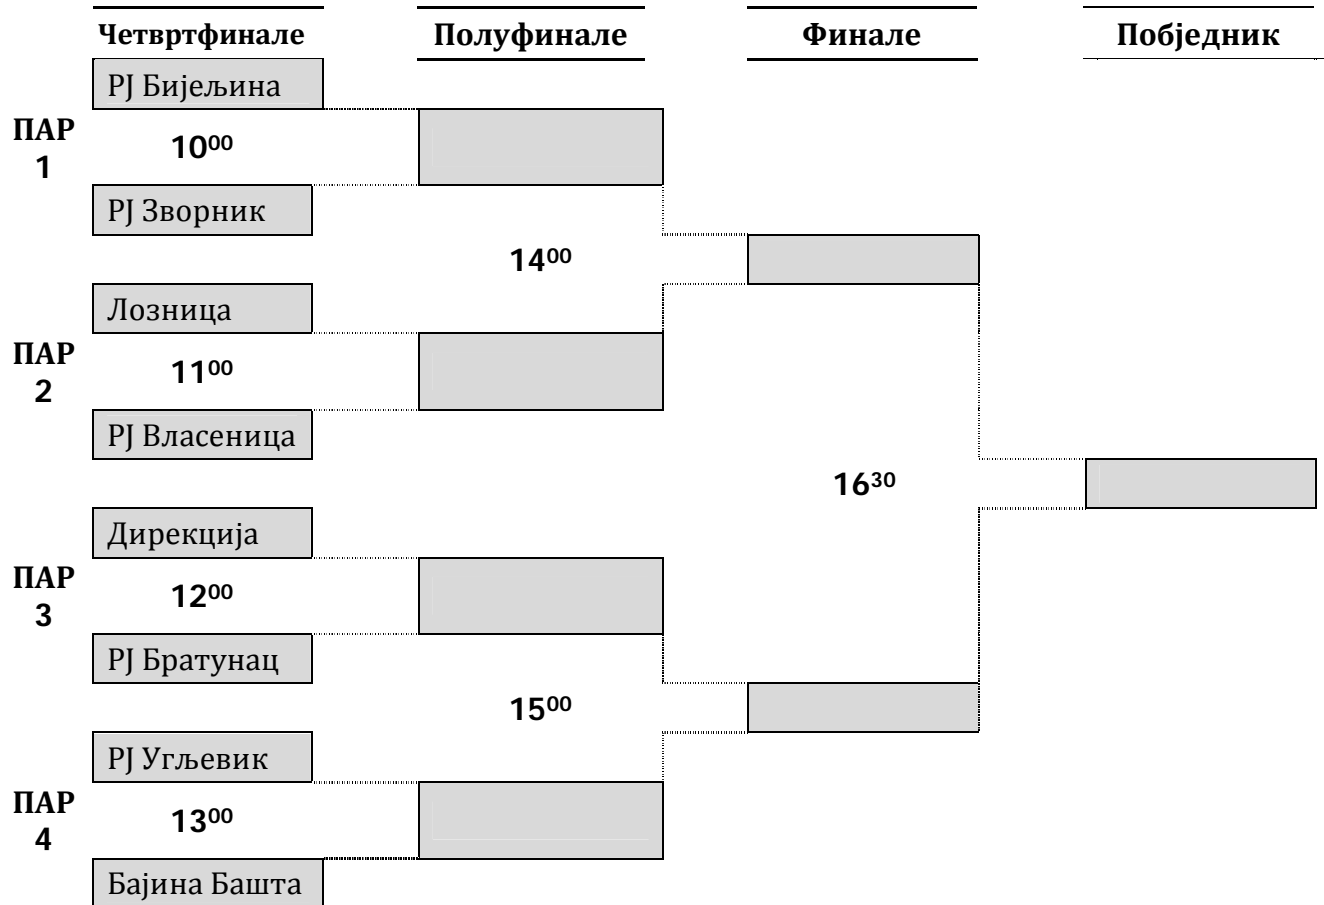 Четвртфинале Полуфинале Финале Побједник
РЈ Бијељина
ПАР 1
10⁰⁰
РЈ Зворник
14⁰⁰
Лозница
ПАР 2
11⁰⁰
РЈ Власеница
16³⁰
Дирекција
ПАР 3
12⁰⁰
РЈ Братунац
15⁰⁰
РЈ Угљевик
ПАР 4
13⁰⁰
Бајина Башта